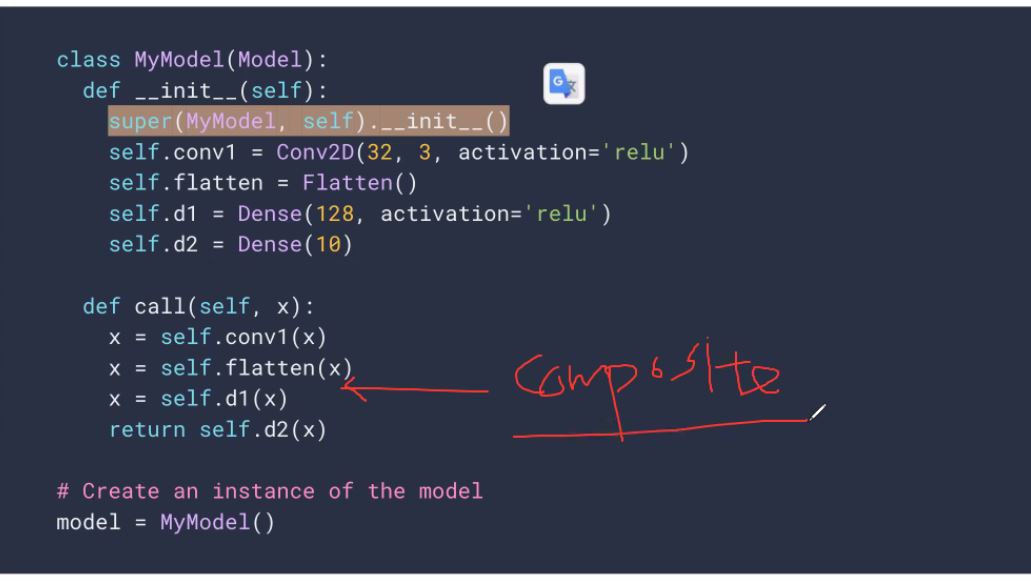 class MyModel(Model):
  def __init__(self):
    super(MyModel, self).__init__()
    self.conv1 = Conv2D(32, 3, activation='relu')
    self.flatten = Flatten()
    self.d1 = Dense(128, activation='relu')
    self.d2 = Dense(10)

  def call(self, x):
    x = self.conv1(x)
    x = self.flatten(x)
    x = self.d1(x)
    return self.d2(x)
composite

# Create an instance of the model
model = MyModel()